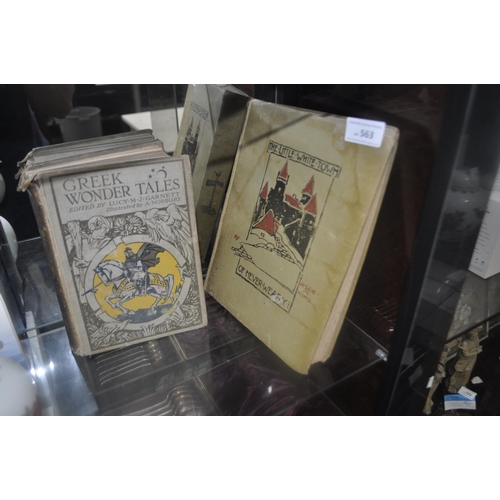 GREEK
WONDER TALES
EDITED BY LUCY·M·J·GARNETT
THE·LITTLE·WHITE·TOWN
OF·NEVER·WEARY
563